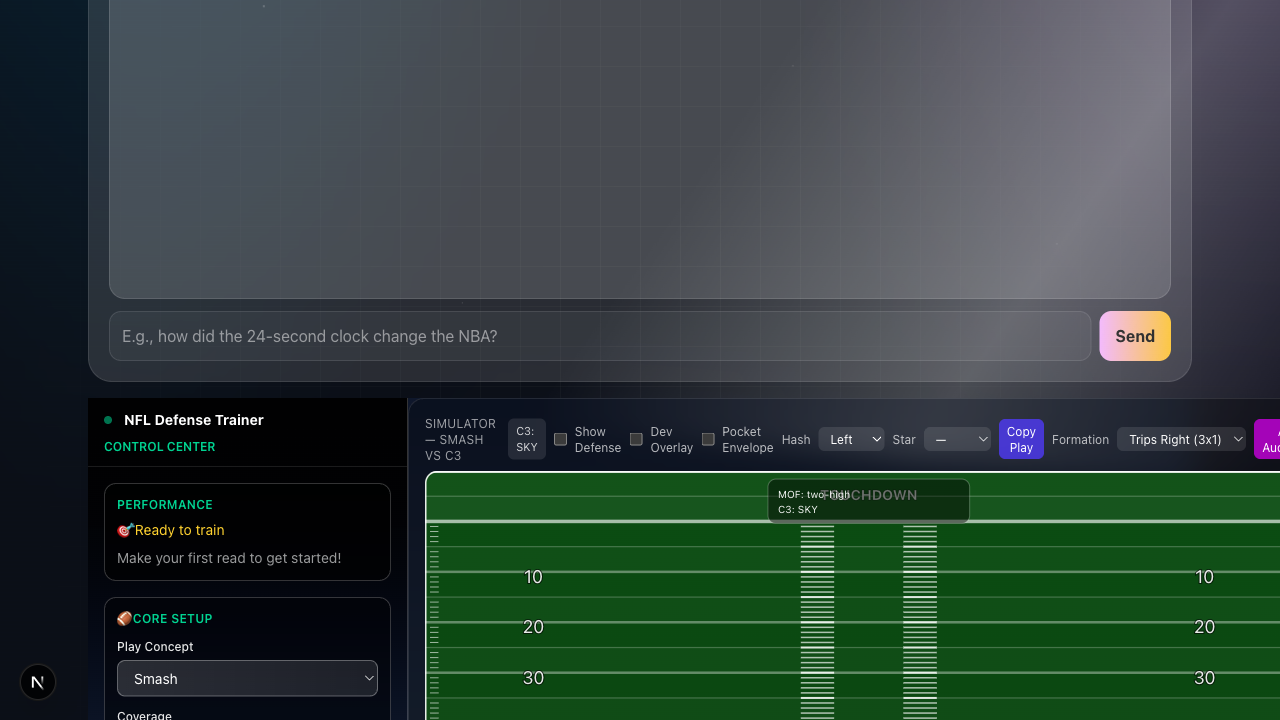 E.g., how did the 24-second clock change the NBA?
Send
NFL Defense Trainer
CONTROL CENTER
PERFORMANCE
🎯Ready to train
Make your first read to get started!
🏈CORE SETUP
Play Concept
Smash
Coverage
SIMULATOR
— SMASH
VS C3
C3:
SKY
Show
Defense
Dev
Overlay
Pocket
Envelope
Hash
Left
Star
—
Copy
Play
Formation
Trips Right (3x1)
MOF: two-high
C3: SKY
TOUCHDOWN
10
10
20
20
30
30
N